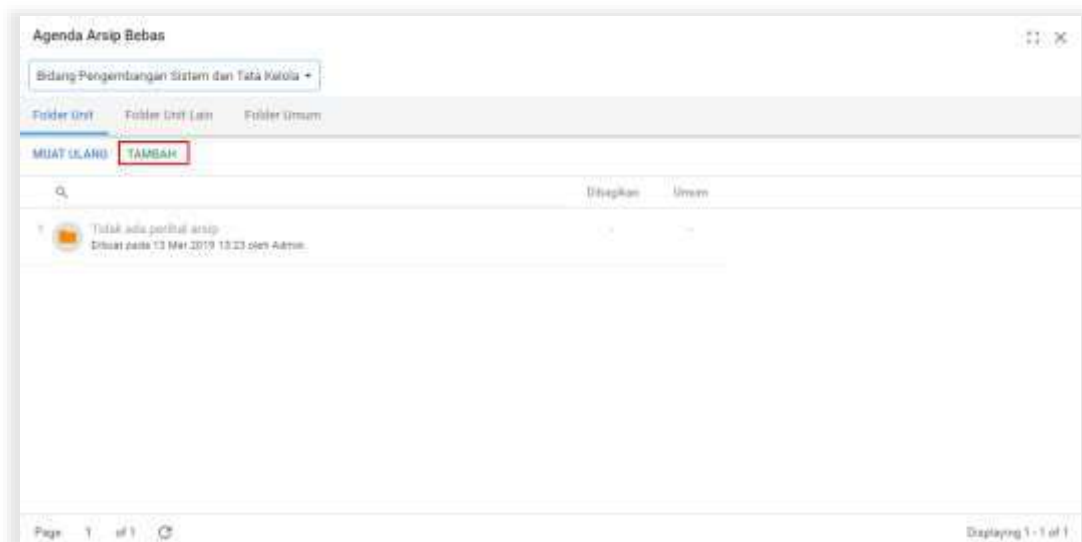 Agenda Arsip Bebas
Bidang Pengembangan Sistem dan Tata Kelola
Folder Unit Folder Unit Lain Folder Umum
MUAT ULANG TAMBAH
Dibagikan Umum
1 Tidak ada perihal arsip
Dibuat pada 13 Mar 2019 13:23 oleh Admin
- -
Page 1 of 1 Displaying 1 - 1 of 1